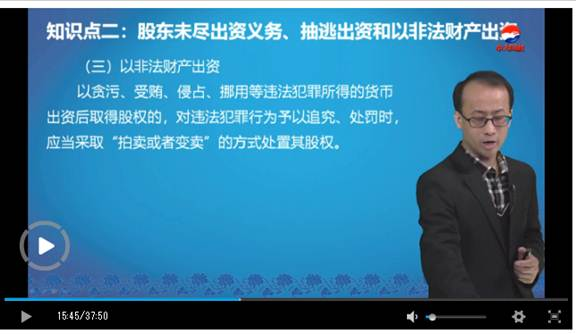 知识点二：股东未尽出资义务、抽逃出资和以非法财产出资
（三）以非法财产出资
以贪污、受贿、侵占、挪用等违法犯罪所得的货币
出资后取得股权的，对违法犯罪行为予以追究、处罚时，
应当采取“拍卖或者变卖”的方式处置其股权。
15:45/37:50